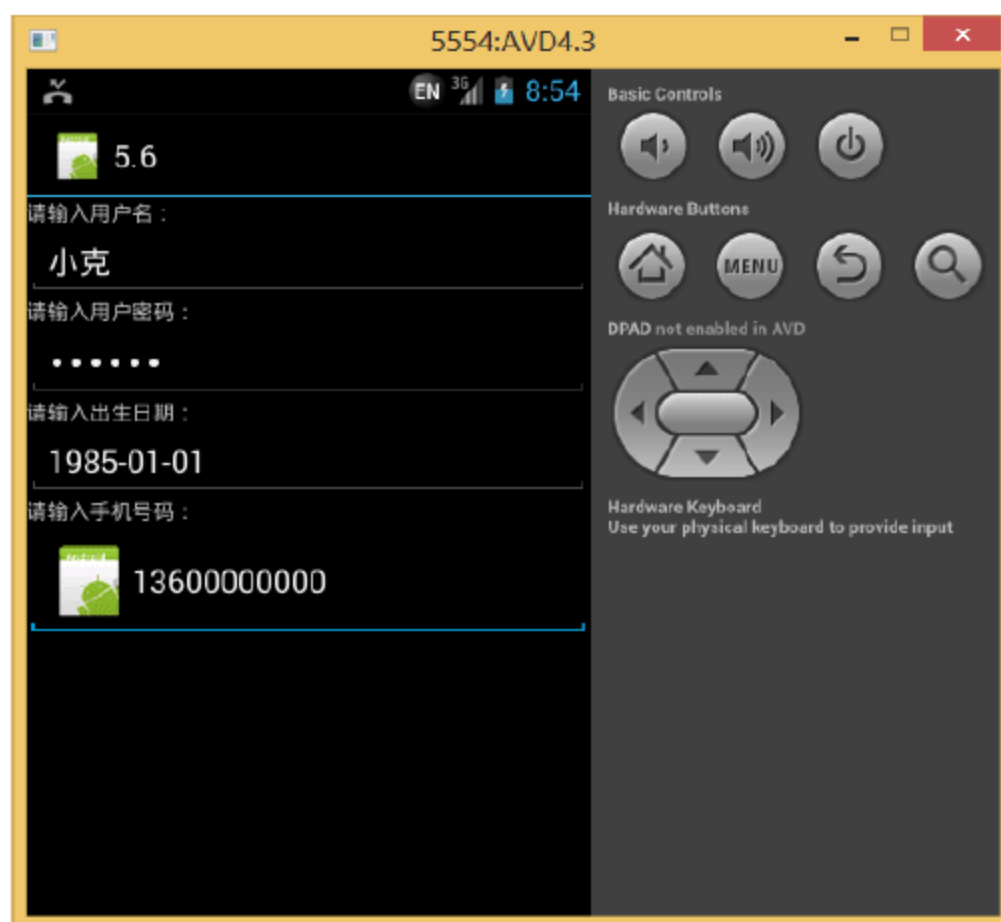 5554:AVD4.3
EN 3G 8:54
5.6
请输入用户名：
小克
请输入用户密码：
••••••
请输入出生日期：
1985-01-01
请输入手机号码：
13600000000
Basic Controls
Hardware Buttons
MENU
DPAD not enabled in AVD
Hardware Keyboard
Use your physical keyboard to provide input